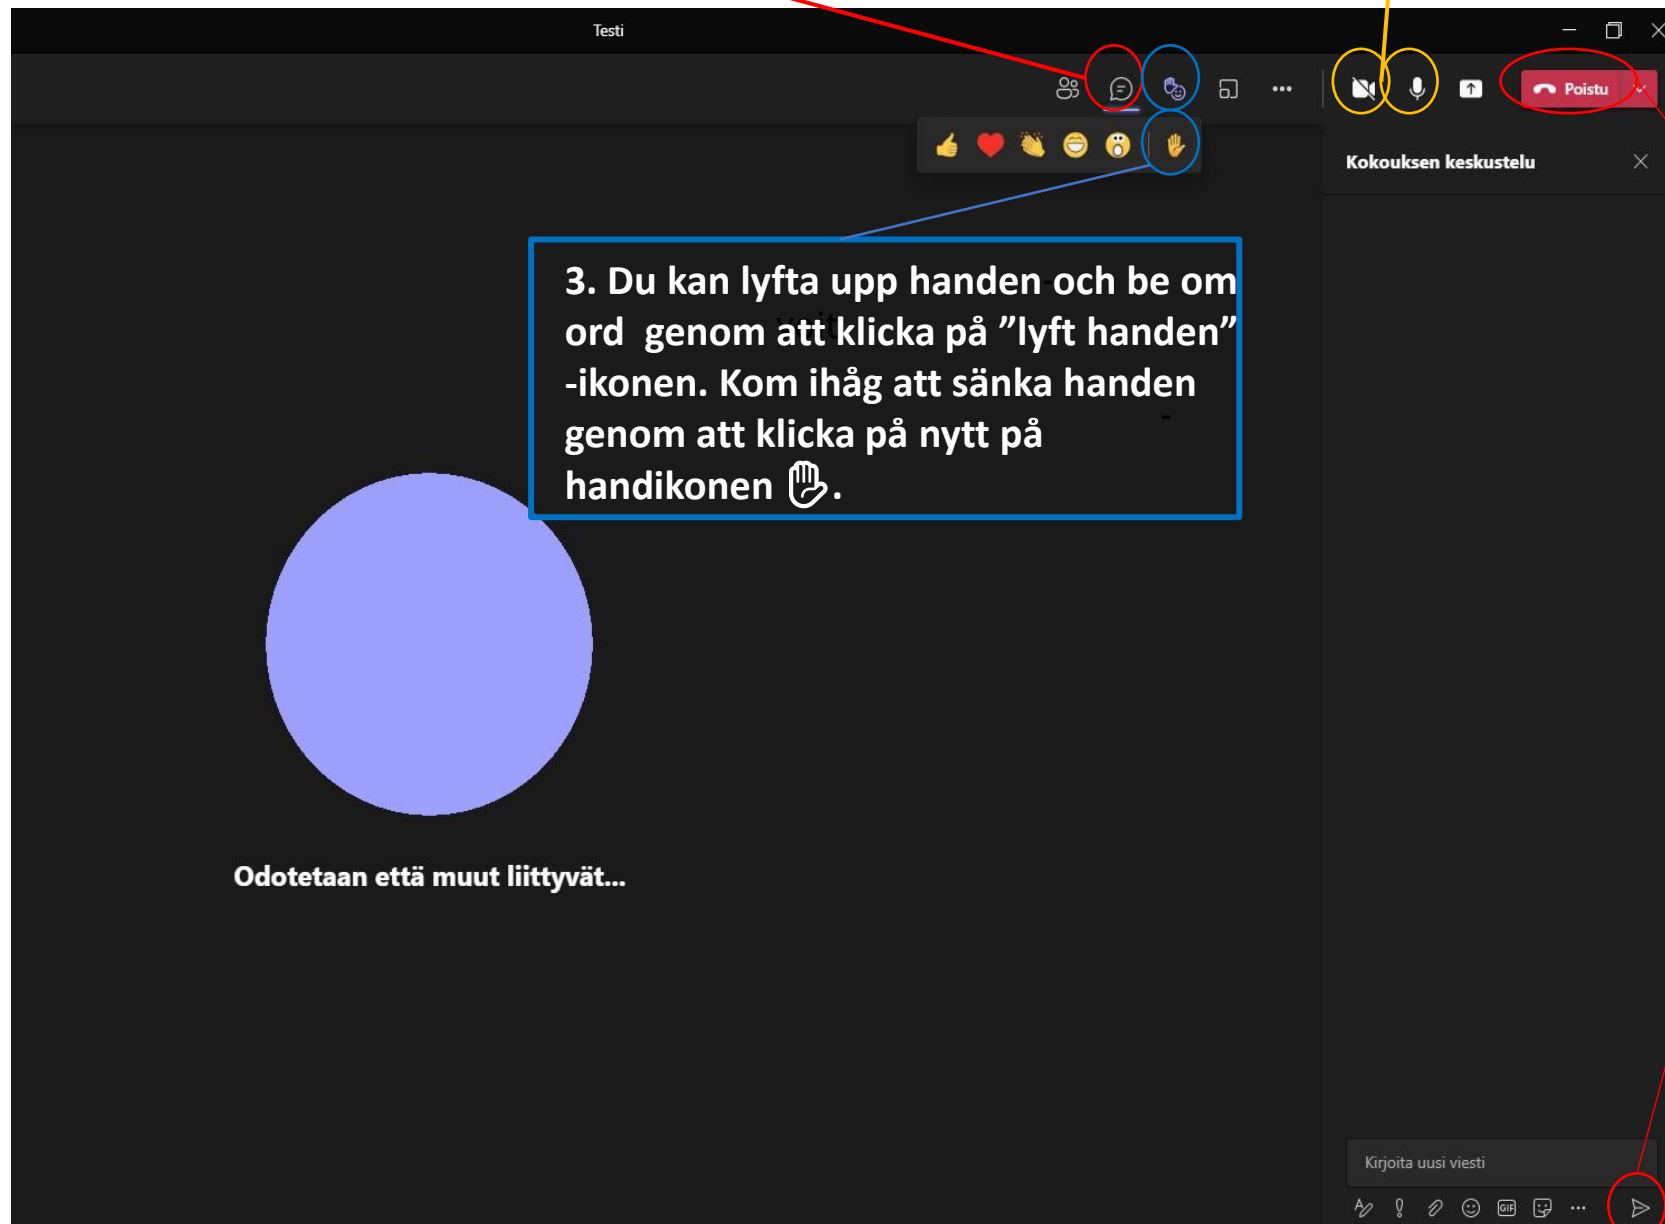 Testi
Poistu
Kokouksen keskustelu
3. Du kan lyfta upp handen och be om
ord genom att klicka på ”lyft handen”
-ikonen. Kom ihåg att sänka handen
genom att klicka på nytt på
handikonen ✋.
Odotetaan että muut liittyvät...
Kirjoita uusi viesti
GIF